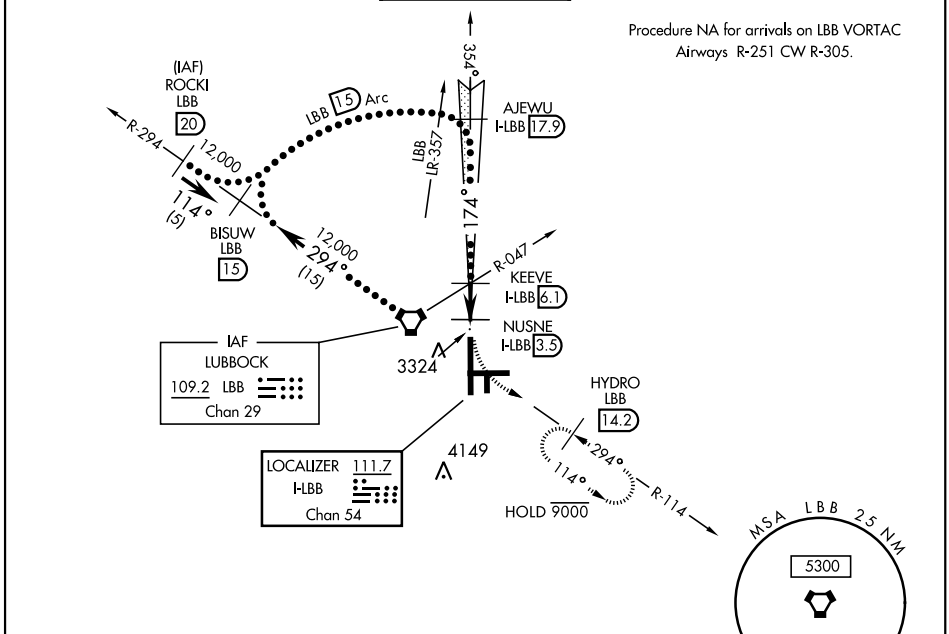 Procedure NA for arrivals on LBB VORTAC
Airways R-251 CW R-305.
354°
(IAF)
ROCKI
LBB
20
R-294
12,000
114°
(5)
LBB 15 Arc
LBB
LR-357
AJEWU
I-LBB 17.9
174°
BISUW
LBB
15
12,000
294°
(15)
R-047
KEEVE
I-LBB 6.1
NUSNE
I-LBB 3.5
IAF
LUBBOCK
109.2 LBB
Chan 29
3324
HYDRO
LBB
14.2
294°
114°
R-114
HOLD 9000
LOCALIZER 111.7
I-LBB
Chan 54
4149
MSA LBB 25 NM
5300